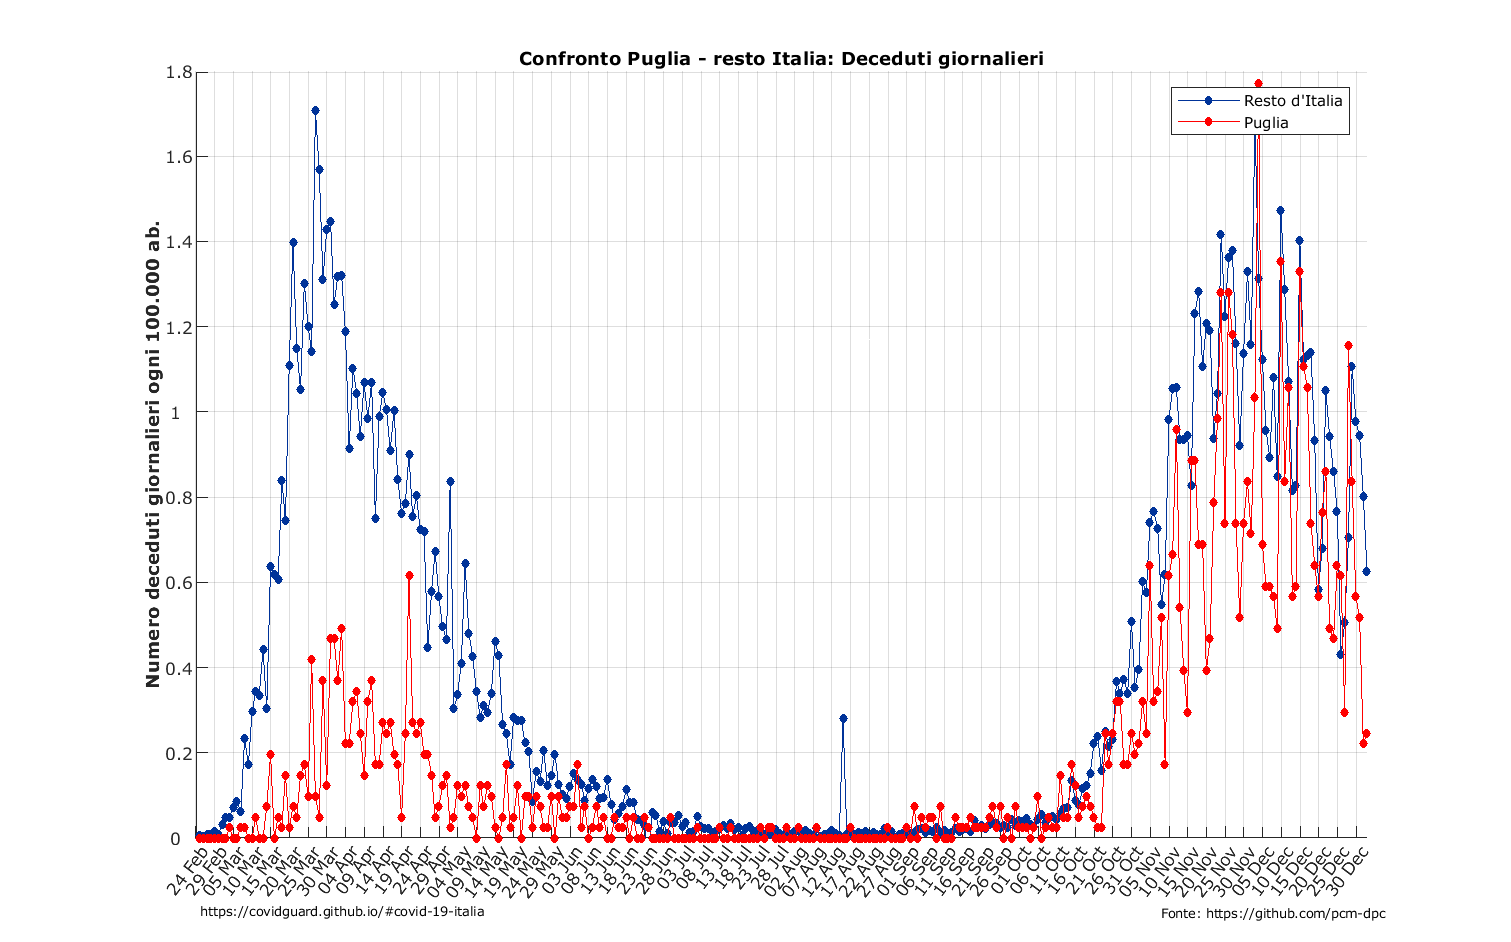 Confronto Puglia - resto Italia: Deceduti giornalieri
Resto d'Italia
Puglia
Numero deceduti giornalieri ogni 100.000 ab.
1.8
1.6
1.4
1.2
1
0.8
0.6
0.4
0.2
0
24 Feb
29 Feb
05 Mar
10 Mar
15 Mar
20 Mar
25 Mar
30 Mar
04 Apr
09 Apr
14 Apr
19 Apr
24 Apr
29 Apr
04 May
09 May
14 May
19 May
24 May
29 May
03 Jun
08 Jun
13 Jun
18 Jun
23 Jun
28 Jun
03 Jul
08 Jul
13 Jul
18 Jul
23 Jul
28 Jul
02 Aug
07 Aug
12 Aug
17 Aug
22 Aug
27 Aug
01 Sep
06 Sep
11 Sep
16 Sep
21 Sep
26 Sep
01 Oct
06 Oct
11 Oct
16 Oct
21 Oct
26 Oct
31 Oct
05 Nov
10 Nov
15 Nov
20 Nov
25 Nov
30 Nov
05 Dec
10 Dec
15 Dec
20 Dec
25 Dec
30 Dec
https://covidguard.github.io/#covid-19-italia
Fonte: https://github.com/pcm-dpc